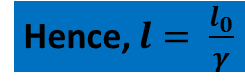 Hence, l = l₀/γ